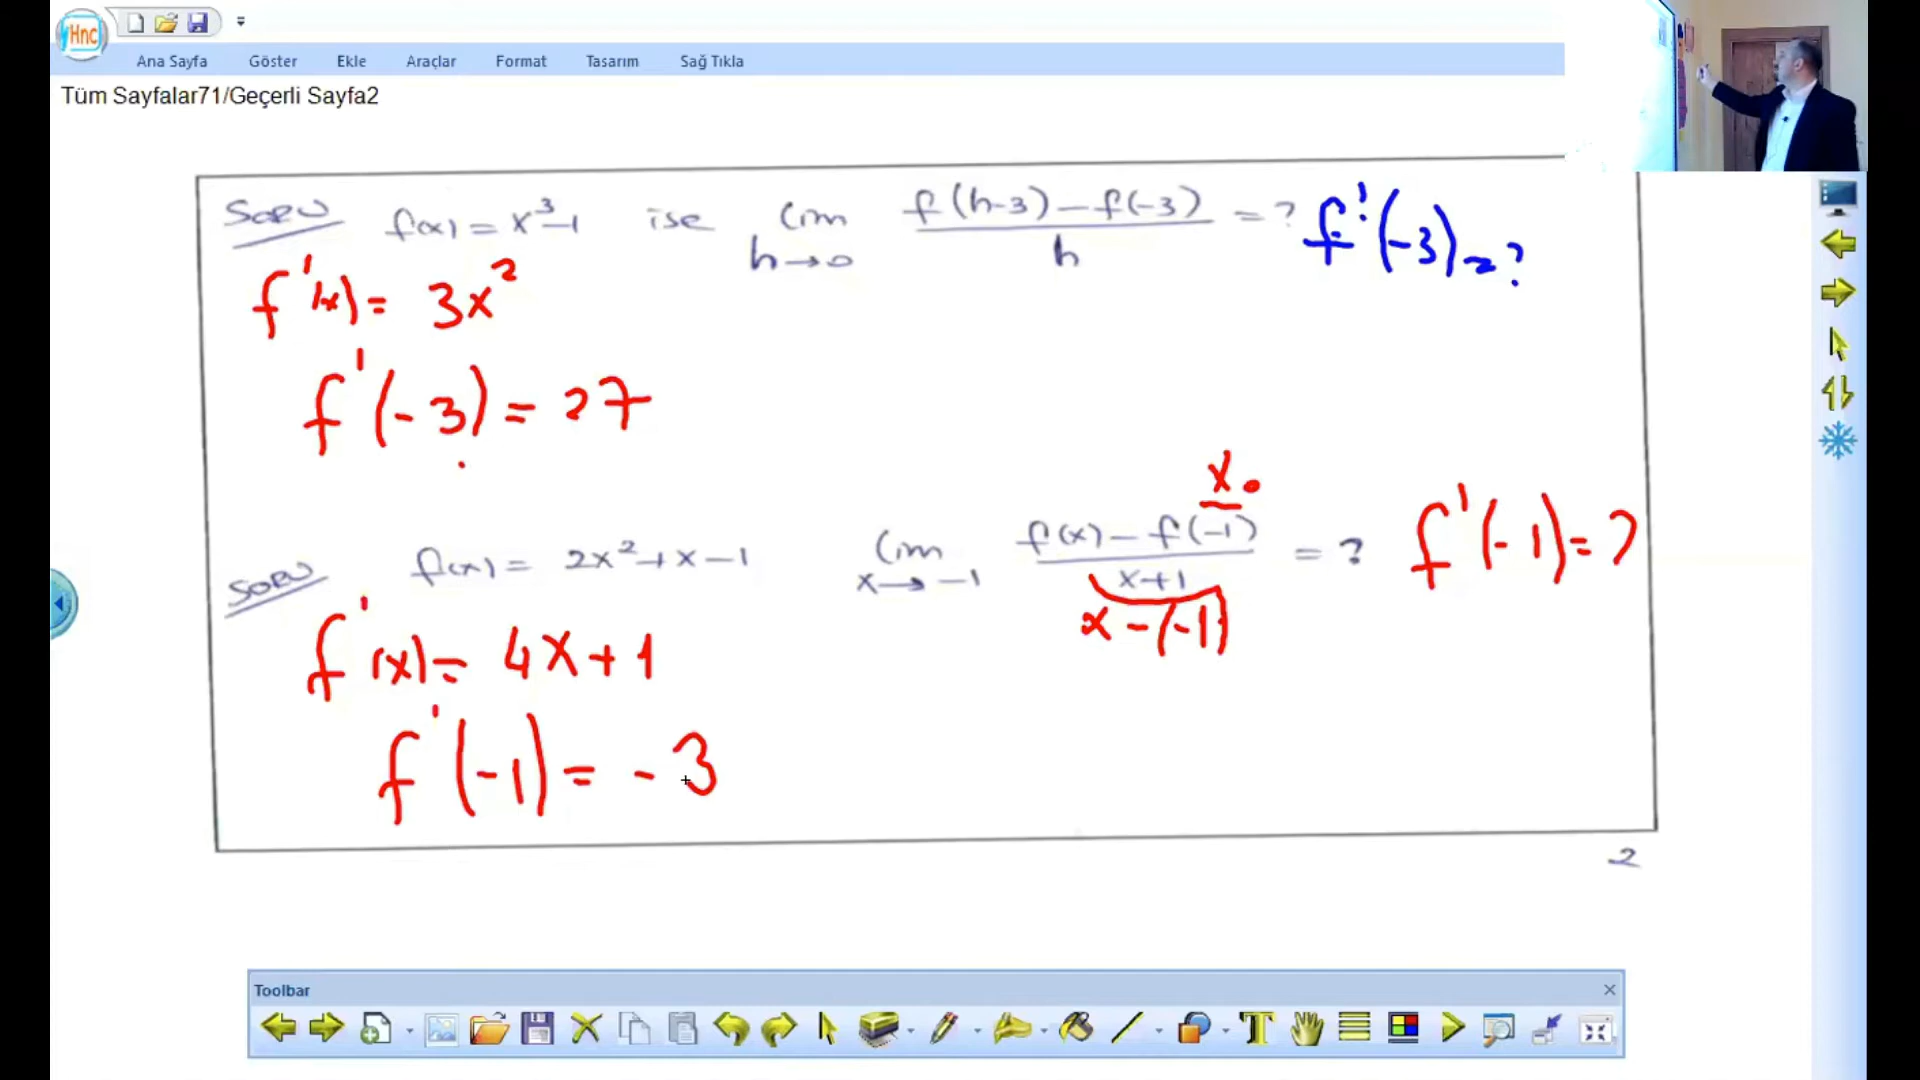 Hnc
Ana Sayfa Göster Ekle Araçlar Format Tasarım Sağ Tıkla
Tüm Sayfalar71/Geçerli Sayfa2
Soru f(x) = x³-1 ise lim h→0 f(h-3) - f(-3) / h = ? f'(-3) = ?
f'(x) = 3x²
f'(-3) = 27
x.
Soru f(x) = 2x²+x-1 lim x→-1 f(x) - f(-1) / x+1 = ? f'(-1) = ?
x-(-1)
f'(x) = 4x+1
f'(-1) = -3
2
Toolbar